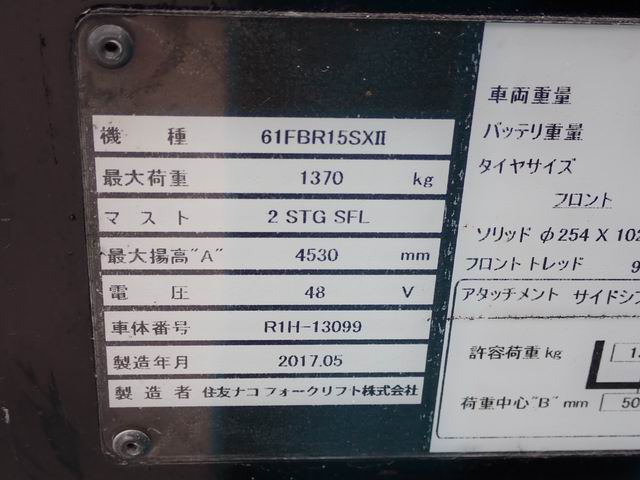 機 種 61FBR15SXⅡ
最大荷重 1370 kg
マスト 2 STG SFL
最大揚高"A" 4530 mm
電 圧 48 V
車体番号 R1H-13099
製造年月 2017.05
製 造 者 住友ナコ フォークリフト株式会社
車両重量
バッテリ重量
タイヤサイズ
フロント
ソリッド φ254 X
フロントトレッド
アタッチメント
許容荷重 kg
荷重中心"B" mm